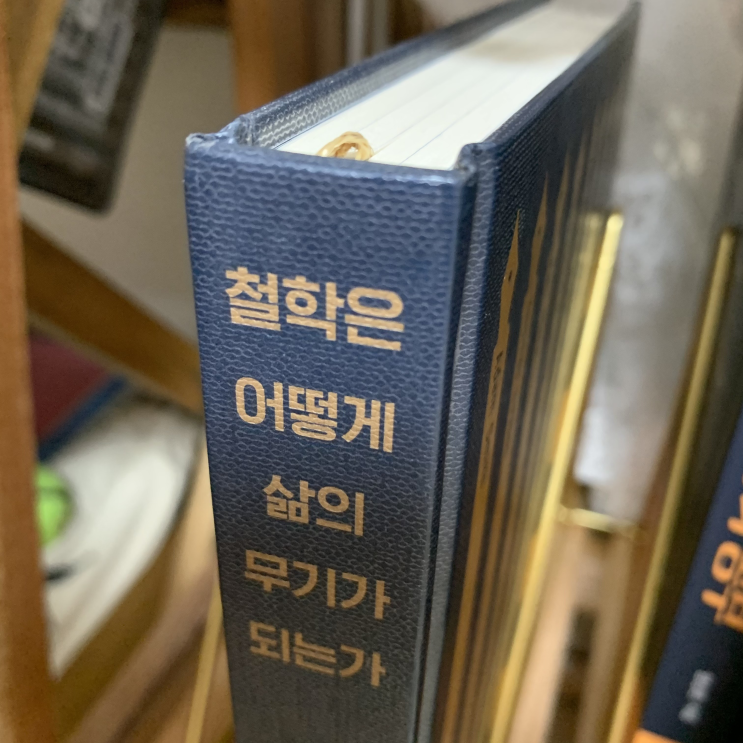 철학은
어떻게
삶의
무기가
되는가